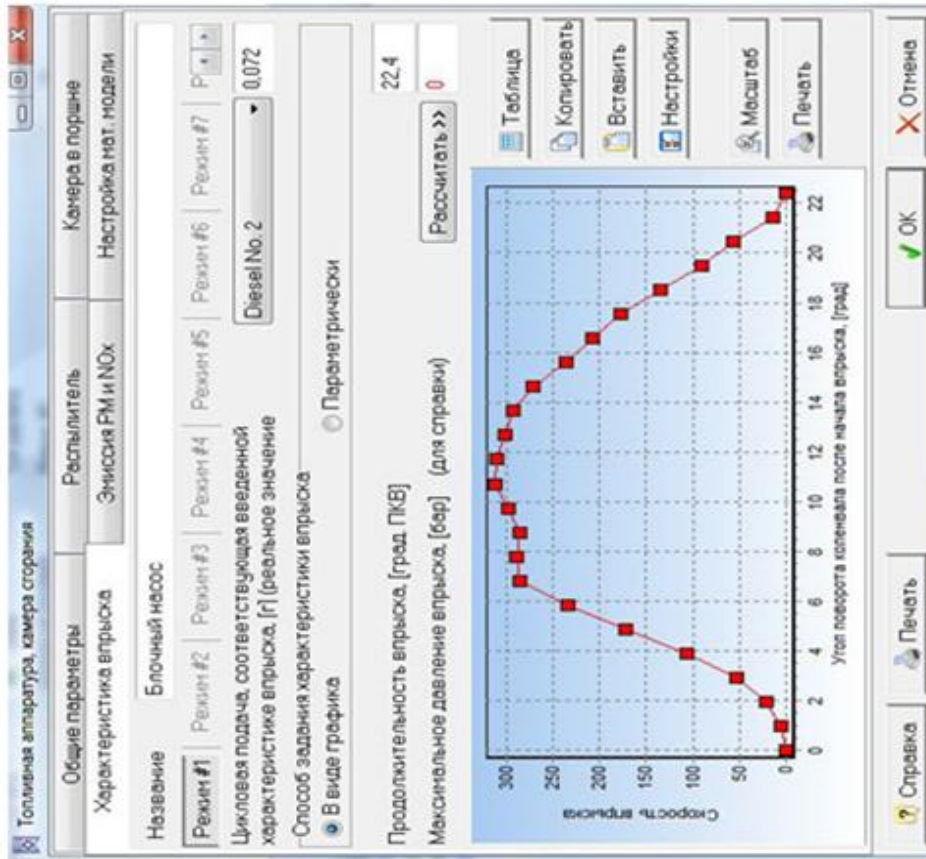 Топливная аппаратура, камера сгорания
Общие параметры Распылитель Камера в поршне
Характеристика впрыска Эмиссия PM и NOx Настройка мат. модели
Название Блочный насос
Режим #1 Режим #2 Режим #3 Режим #4 Режим #5 Режим #6 Режим #7 Р
Цикловая подача, соответствующая введенной
характеристике впрыска, [г] (реальное значение Diesel No. 2 0,072
Способ задания характеристики впрыска
В виде графика Параметрически
Продолжительность впрыска, [град ПКВ] 22,4
Максимальное давление впрыска, [бар] (для справки) Рассчитать >> 0
Скорость впрыска
300
250
200
150
100
50
0
0 2 4 6 8 10 12 14 16 18 20 22
Угол поворота коленвала после начала впрыска, [град]
Таблица
Копировать
Вставить
Настройки
Масштаб
Печать
Справка Печать OK Отмена